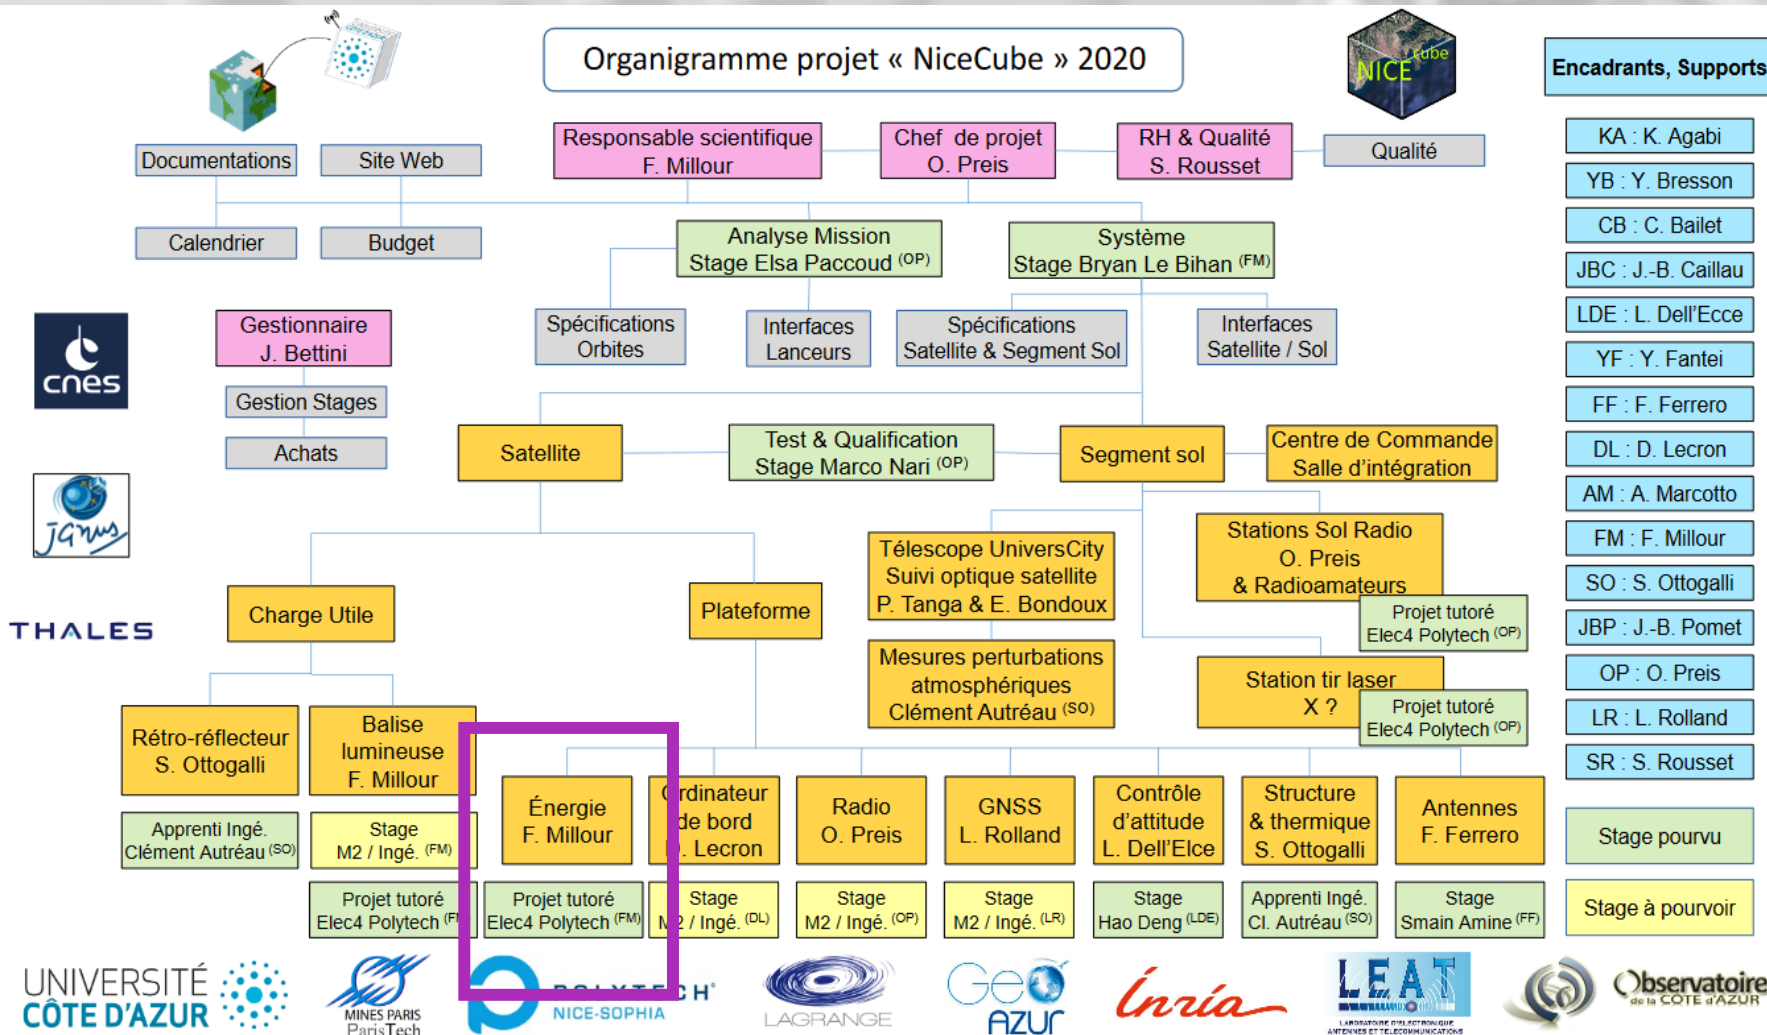 Organigramme projet « NiceCube » 2020
NICE cube
Encadrants, Supports
Responsable scientifique
F. Millour
Chef de projet
O. Preis
RH & Qualité
S. Rousset
Qualité
Documentations
Site Web
Calendrier
Budget
Analyse Mission
Stage Elsa Paccoud (OP)
Système
Stage Bryan Le Bihan (FM)
Spécifications
Orbites
Interfaces
Lanceurs
Spécifications
Satellite & Segment Sol
Interfaces
Satellite / Sol
cnes
Gestionnaire
J. Bettini
Gestion Stages
Achats
Satellite
Test & Qualification
Stage Marco Nari (OP)
Segment sol
Centre de Commande
Salle d'intégration
janus
THALES
Charge Utile
Plateforme
Télescope UniversCity
Suivi optique satellite
P. Tanga & E. Bondoux
Stations Sol Radio
O. Preis
& Radioamateurs
Projet tutoré
Elec4 Polytech (OP)
Mesures perturbations
atmosphériques
Clément Autréau (SO)
Station tir laser
X ?
Projet tutoré
Elec4 Polytech (OP)
Rétro-réflecteur
S. Ottogalli
Balise
lumineuse
F. Millour
Énergie
F. Millour
Ordinateur
de bord
D. Lecron
Radio
O. Preis
GNSS
L. Rolland
Contrôle
d'attitude
L. Dell'Elce
Structure
& thermique
S. Ottogalli
Antennes
F. Ferrero
Apprenti Ingé.
Clément Autréau (SO)
Stage
M2 / Ingé. (FM)
Projet tutoré
Elec4 Polytech (FM)
Projet tutoré
Elec4 Polytech (FM)
Stage
M2 / Ingé. (DL)
Stage
M2 / Ingé. (OP)
Stage
M2 / Ingé. (LR)
Stage
Hao Deng (LDE)
Apprenti Ingé.
Cl. Autréau (SO)
Stage
Smain Amine (FF)
KA : K. Agabi
YB : Y. Bresson
CB : C. Bailet
JBC : J.-B. Caillau
LDE : L. Dell'Ecce
YF : Y. Fantei
FF : F. Ferrero
DL : D. Lecron
AM : A. Marcotto
FM : F. Millour
SO : S. Ottogalli
JBP : J.-B. Pomet
OP : O. Preis
LR : L. Rolland
SR : S. Rousset
Stage pourvu
Stage à pourvoir
UNIVERSITÉ
CÔTE D'AZUR
MINES PARIS
ParisTech
POLYTECH
NICE-SOPHIA
LAGRANGE
GEO
AZUR
Inria
LEAT
LABORATOIRE D'ELECTRONIQUE
ANTENNES ET TELECOMMUNICATIONS
Observatoire
de la CÔTE d'AZUR